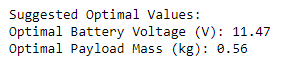 Suggested Optimal Values:
Optimal Battery Voltage (V): 11.47
Optimal Payload Mass (kg): 0.56